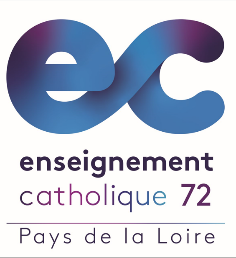 ec
enseignement
catholique 72
Pays de la Loire